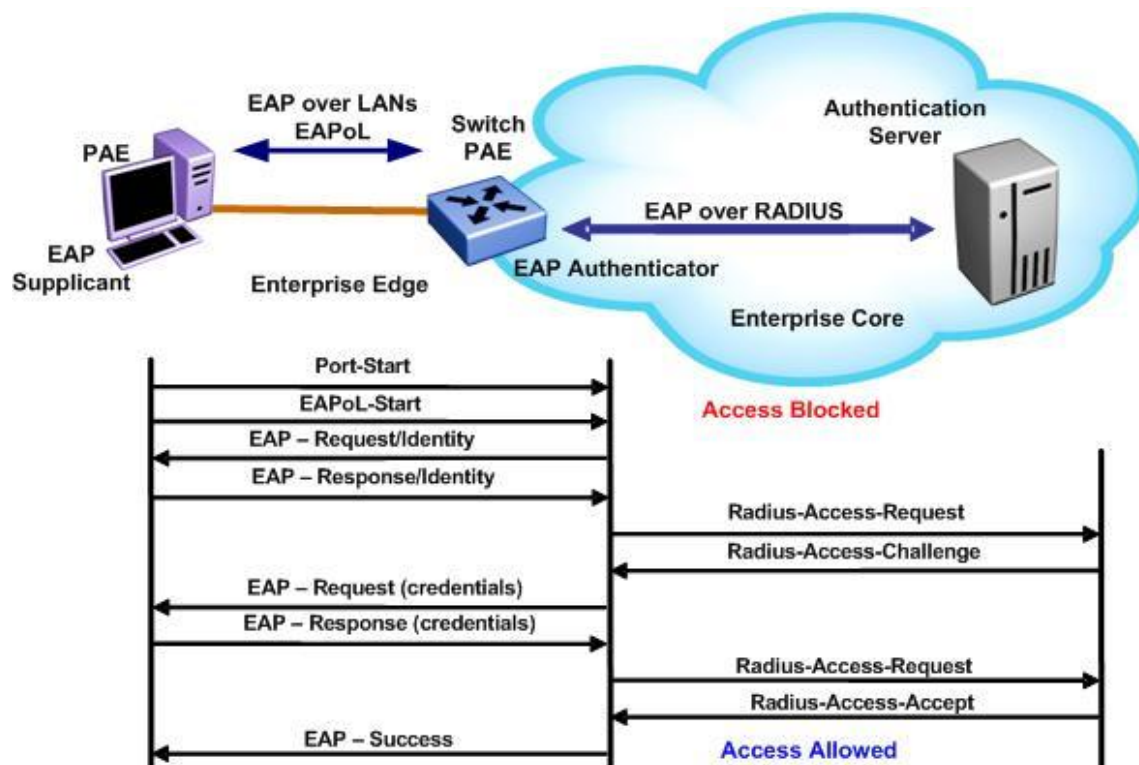 EAP over LANs
EAPoL
Switch
PAE
Authentication
Server
PAE
EAP over RADIUS
EAP
Supplicant
Enterprise Edge
EAP Authenticator
Enterprise Core
Port-Start
Access Blocked
EAPoL-Start
EAP – Request/Identity
EAP – Response/Identity
Radius-Access-Request
Radius-Access-Challenge
EAP – Request (credentials)
EAP – Response (credentials)
Radius-Access-Request
Radius-Access-Accept
EAP – Success
Access Allowed